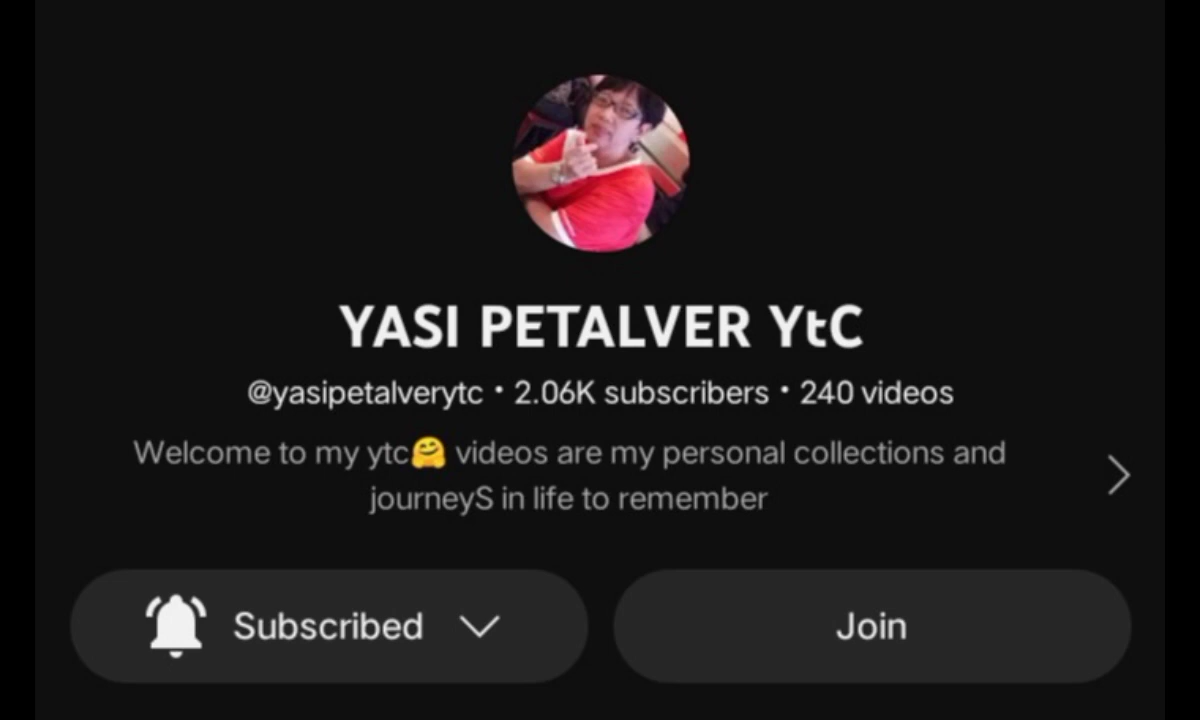 YASI PETALVER YtC
@yasipetalverytc • 2.06K subscribers • 240 videos
Welcome to my ytc🤗 videos are my personal collections and
journeyS in life to remember
Subscribed
Join